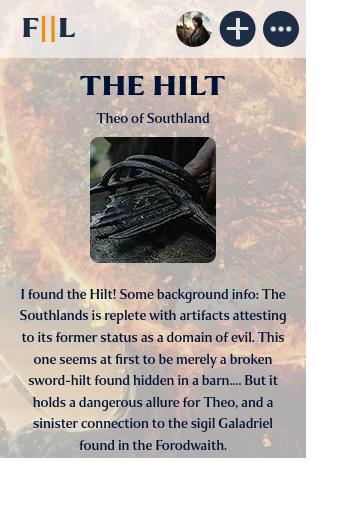 F||L
THE HILT
Theo of Southland
I found the Hilt! Some background info: The
Southlands is replete with artifacts attesting
to its former status as a domain of evil. This
one seems at first to be merely a broken
sword-hilt found hidden in a barn.... But it
holds a dangerous allure for Theo, and a
sinister connection to the sigil Galadriel
found in the Forodwaith.